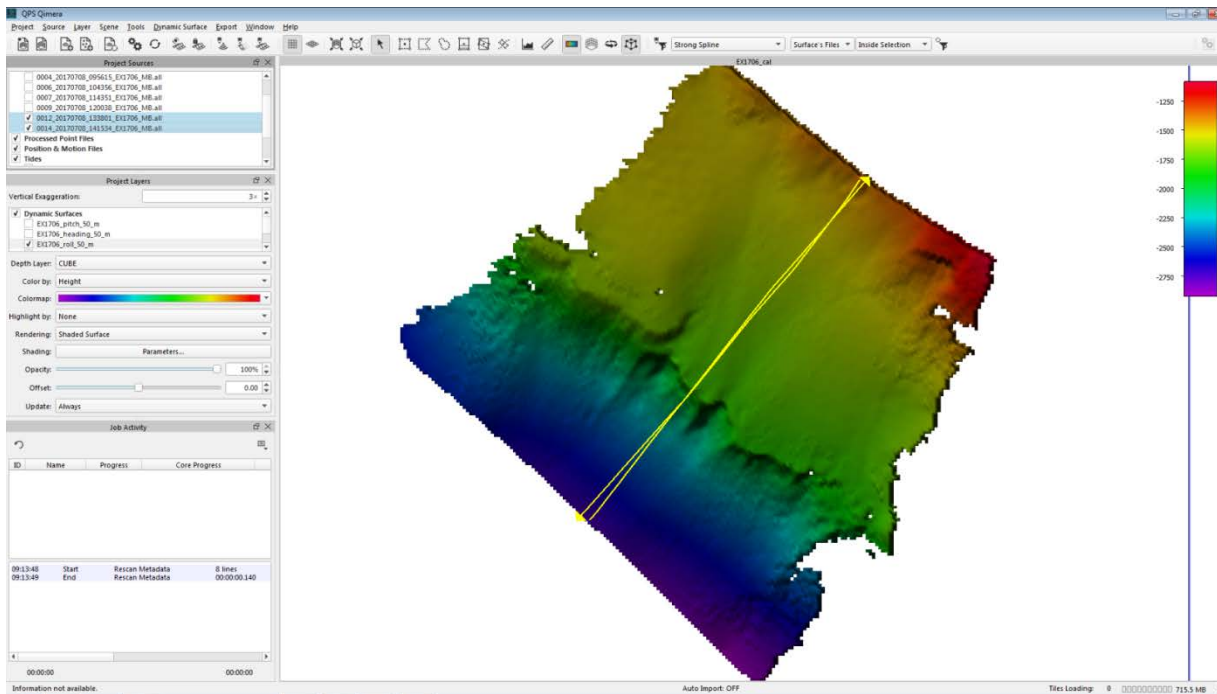 QPS Qimera
Project Source Layer Scene Tools Dynamic Surface Export Window Help
Strong Spline Surface's Files Inside Selection
Project Sources
EX1706_cal
0004_20170708_095615_EX1706_MB.all
0006_20170708_104356_EX1706_MB.all
0007_20170708_114351_EX1706_MB.all
0009_20170708_120038_EX1706_MB.all
0012_20170708_133801_EX1706_MB.all
0014_20170708_141534_EX1706_MB.all
Processed Point Files
Position & Motion Files
Tides
Project Layers
Vertical Exaggeration: 3×
Dynamic Surfaces
EX1706_pitch_50_m
EX1706_heading_50_m
EX1706_roll_50_m
Depth Layer: CUBE
Color by: Height
Colormap:
Highlight by: None
Rendering: Shaded Surface
Shading: Parameters...
Opacity: 100%
Offset: 0.00
Update: Always
Job Activity
ID Name Progress Core Progress
09:13:48 Start Rescan Metadata 8 lines
09:13:49 End Rescan Metadata 00:00:00.140
00:00:00 00:00:00
-1250
-1500
-1750
-2000
-2250
-2500
-2750
Information not available. Auto Import: OFF Tiles Loading: 0 715.5 MB